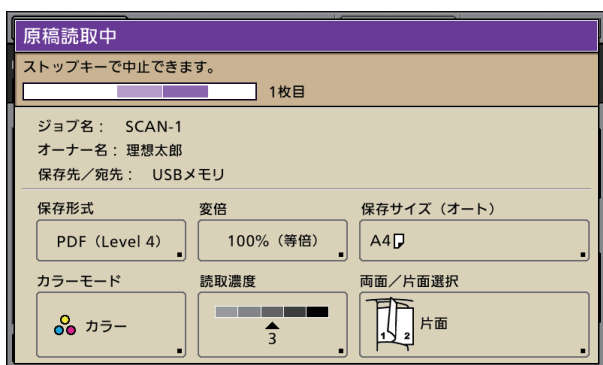 原稿読取中
ストップキーで中止できます。
1枚目
ジョブ名： SCAN-1
オーナー名：理想太郎
保存先／宛先： USBメモリ
保存形式 変倍 保存サイズ（オート）
PDF（Level 4） 100%（等倍） A4
カラーモード 読取濃度 両面／片面選択
カラー 3 1 2 片面